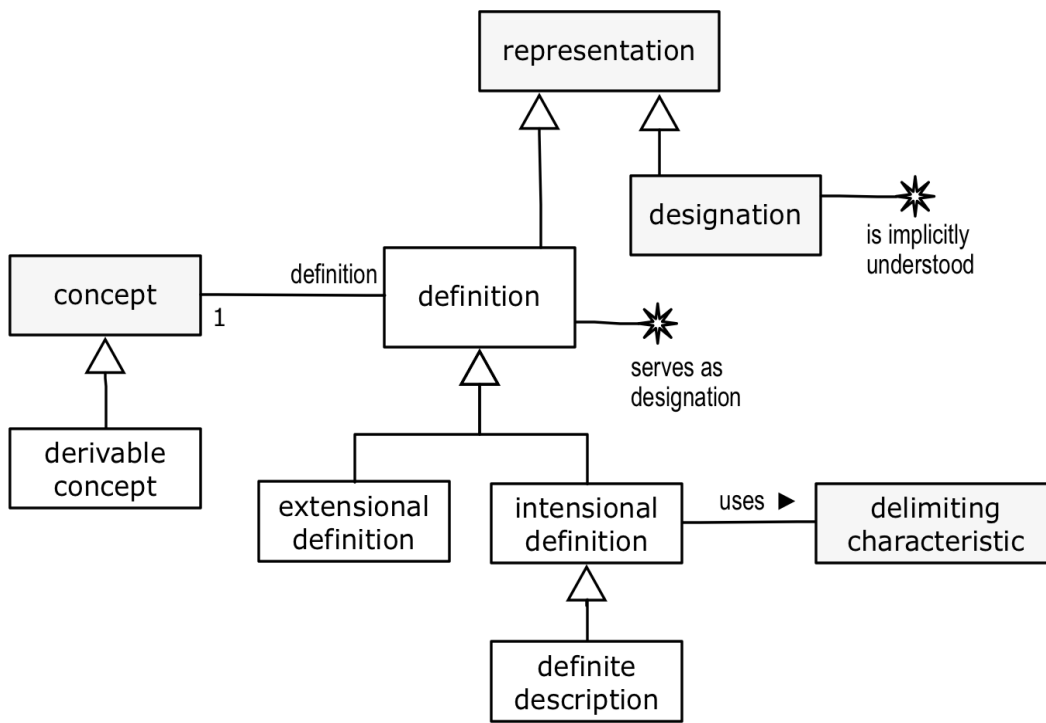 representation
designation
is implicitly
understood
concept
1
definition
definition
serves as
designation
derivable
concept
extensional
definition
intensional
definition
uses ►
delimiting
characteristic
definite
description